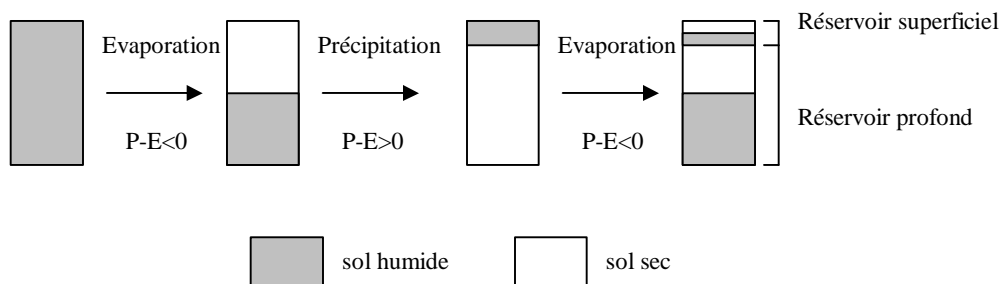 Evaporation
P-E<0
Précipitation
P-E>0
Evaporation
P-E<0
Réservoir superficiel
Réservoir profond
sol humide
sol sec